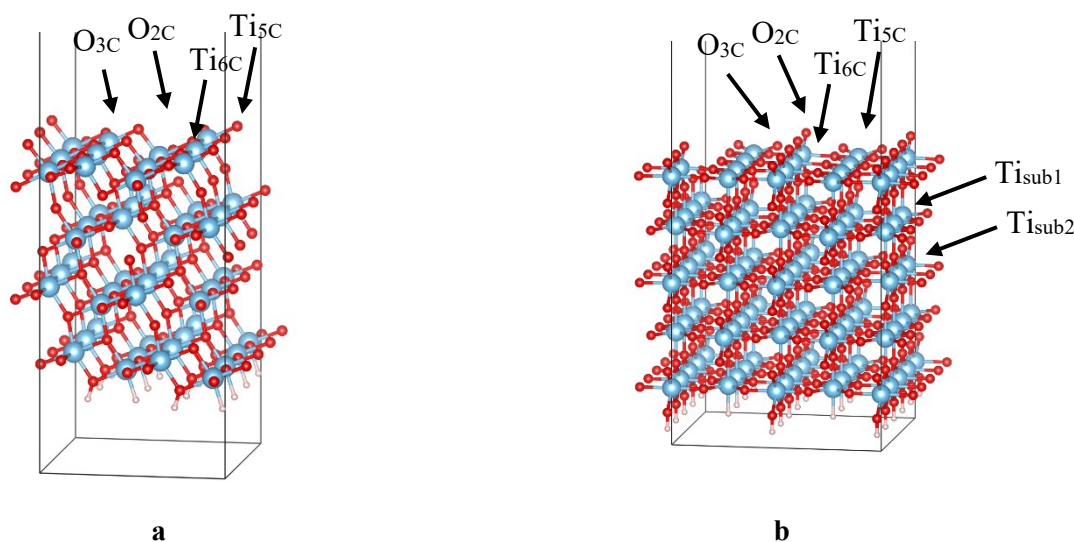 O3C
O2C
Ti5C
Ti6C
O3C
O2C
Ti6C
Ti5C
Tisub1
Tisub2
a
b